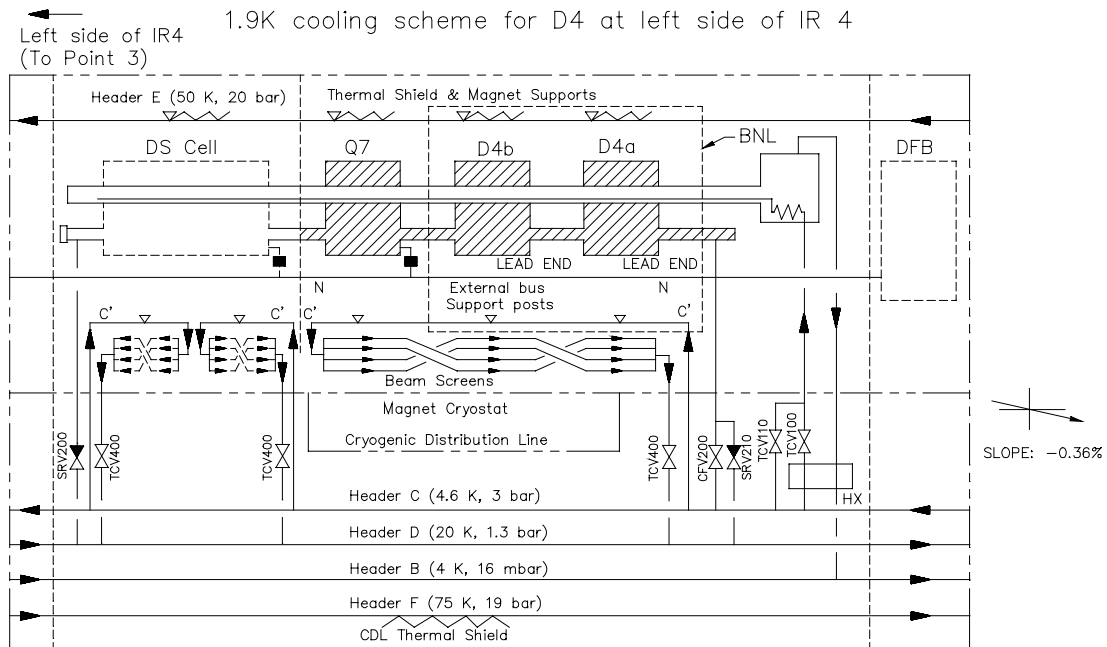 1.9K cooling scheme for D4 at left side of IR 4
Left side of IR4
(To Point 3)
Header E (50 K, 20 bar)
Thermal Shield & Magnet Supports
BNL
DS Cell
Q7
D4b
D4a
DFB
LEAD END
LEAD END
N
External bus
N
Support posts
C'
C'
C'
C'
Beam Screens
Magnet Cryostat
Cryogenic Distribution Line
SRV200
TCV400
TCV400
TCV400
CFV200
SRV210
TCV110
TCV100
SLOPE: -0.36%
HX
Header C (4.6 K, 3 bar)
Header D (20 K, 1.3 bar)
Header B (4 K, 16 mbar)
Header F (75 K, 19 bar)
CDL Thermal Shield